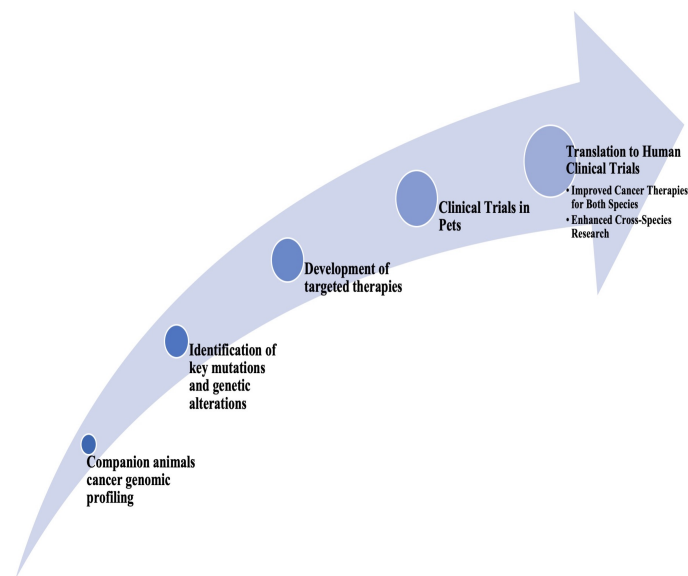 Translation to Human
Clinical Trials
• Improved Cancer Therapies
for Both Species
• Enhanced Cross-Species
Research
Clinical Trials in
Pets
Development of
targeted therapies
Identification of
key mutations
and genetic
alterations
Companion animals
cancer genomic
profiling